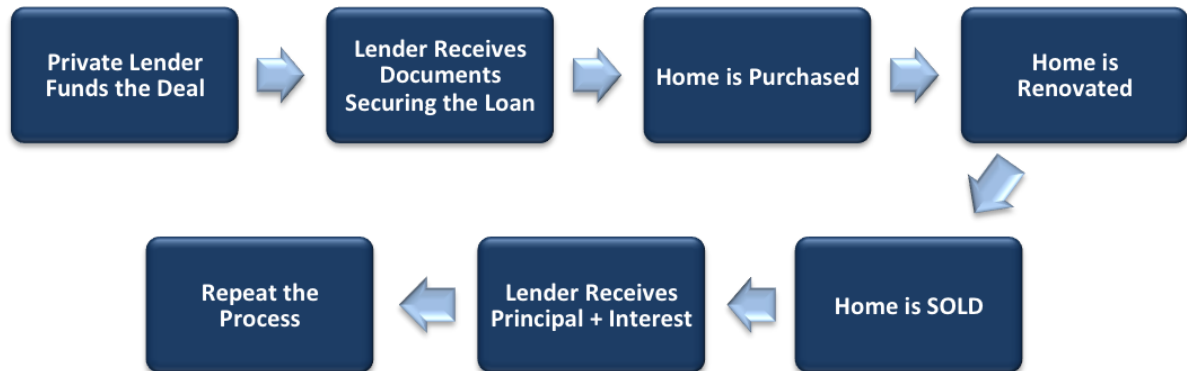 Private Lender
Funds the Deal
Lender Receives
Documents
Securing the Loan
Home is Purchased
Home is
Renovated
Home is SOLD
Lender Receives
Principal + Interest
Repeat the
Process